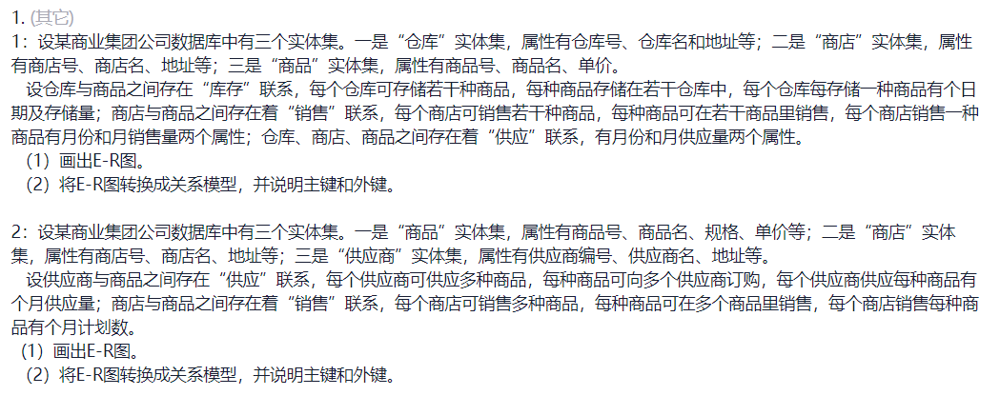 1. (其它)
1：设某商业集团公司数据库中有三个实体集。一是“仓库”实体集，属性有仓库号、仓库名和地址等；二是“商店”实体集，属性
有商店号、商店名、地址等；三是“商品”实体集，属性有商品号、商品名、单价。
设仓库与商品之间存在“库存”联系，每个仓库可存储若干种商品，每种商品存储在若干仓库中，每个仓库每存储一种商品有个日
期及存储量；商店与商品之间存在着“销售”联系，每个商店可销售若干种商品，每种商品可在若干商品里销售，每个商店销售一种
商品有月份和月销售量两个属性；仓库、商店、商品之间存在着“供应”联系，有月份和月供应量两个属性。
（1）画出E-R图。
（2）将E-R图转换成关系模型，并说明主键和外键。
2：设某商业集团公司数据库中有三个实体集。一是“商品”实体集，属性有商品号、商品名、规格、单价等；二是“商店”实体
集，属性有商店号、商店名、地址等；三是“供应商”实体集，属性有供应商编号、供应商名、地址等。
设供应商与商品之间存在“供应”联系，每个供应商可供应多种商品，每种商品可向多个供应商订购，每个供应商供应每种商品有
个月供应量；商店与商品之间存在着“销售”联系，每个商店可销售多种商品，每种商品可在多个商品里销售，每个商店销售每种商
品有个月计划数。
（1）画出E-R图。
（2）将E-R图转换成关系模型，并说明主键和外键。